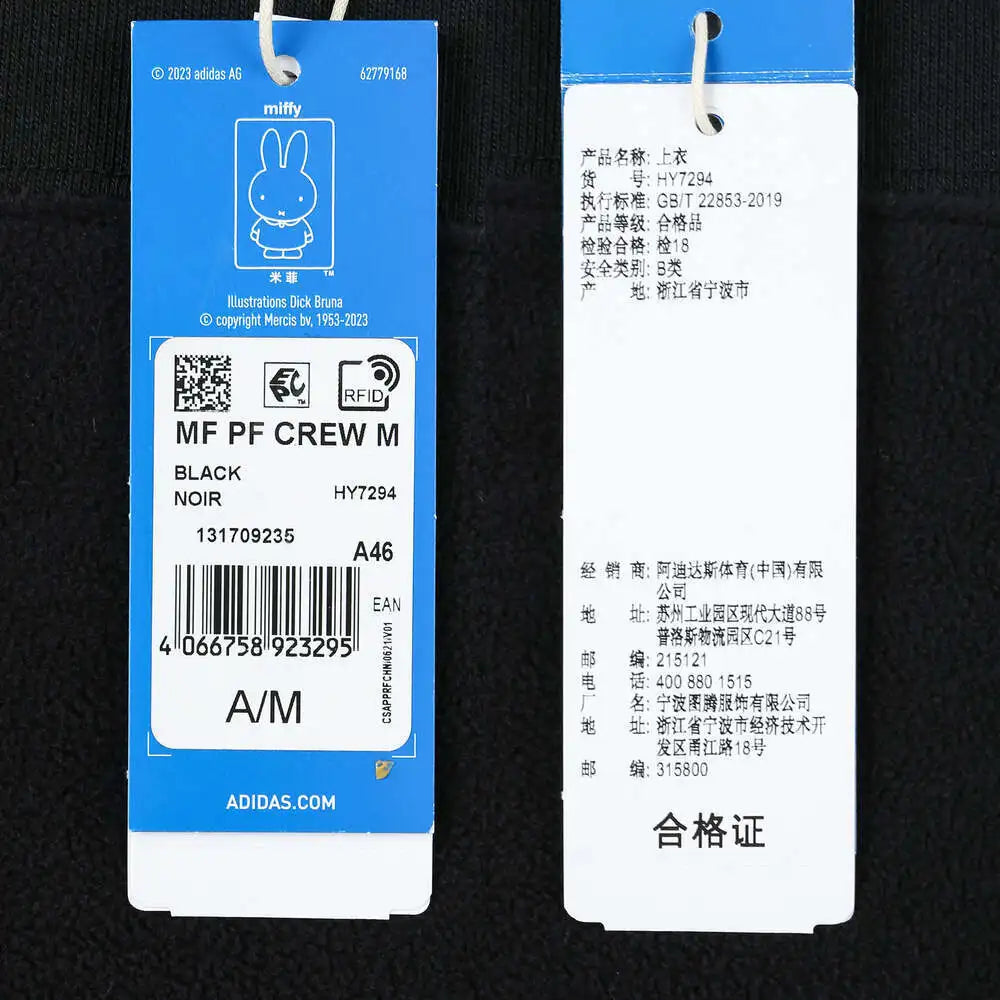 © 2023 adidas AG
62779168
miffy
米菲
TM
Illustrations Dick Bruna
© copyright Mercis bv, 1953-2023
EPC
TM
RFID
MF PF CREW M
BLACK
NOIR
HY7294
131709235
A46
EAN
4 066758 923295
CSAPPRFCHN\0621\V01
A/M
ADIDAS.COM
产品名称: 上衣
货 号: HY7294
执行标准: GB/T 22853-2019
产品等级: 合格品
检验合格: 检18
安全类别: B类
产 地: 浙江省宁波市
经 销 商: 阿迪达斯体育(中国)有限
公司
地 址: 苏州工业园区现代大道88号
普洛斯物流园区C21号
邮 编: 215121
电 话: 400 880 1515
厂 名: 宁波图腾服饰有限公司
地 址: 浙江省宁波市经济技术开
发区甬江路18号
邮 编: 315800
合格证